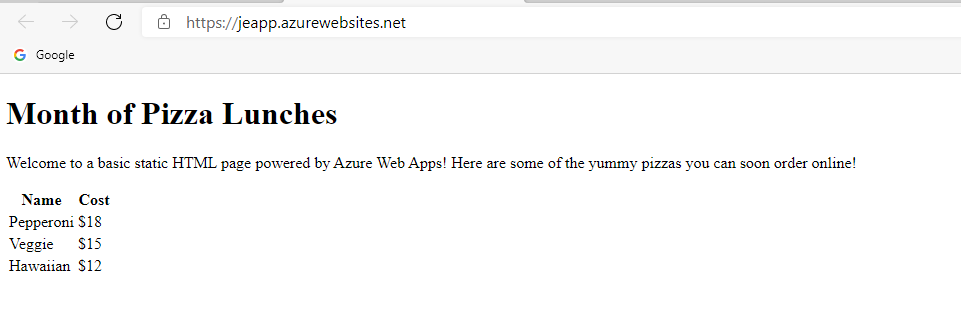 https://jeapp.azurewebsites.net
Google
Month of Pizza Lunches
Welcome to a basic static HTML page powered by Azure Web Apps! Here are some of the yummy pizzas you can soon order online!
Name Cost
Pepperoni $18
Veggie $15
Hawaiian $12